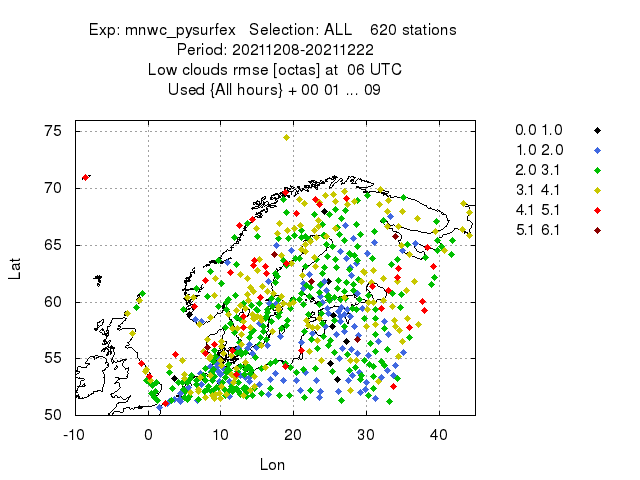 Exp: mnwc_pysurfex   Selection: ALL    620 stations
Period: 20211208-20211222
Low clouds rmse [octas] at  06 UTC
Used {All hours} + 00 01 ... 09
75
70
65
60
55
50
Lat
-10 0 10 20 30 40
Lon
0.0 1.0
1.0 2.0
2.0 3.1
3.1 4.1
4.1 5.1
5.1 6.1